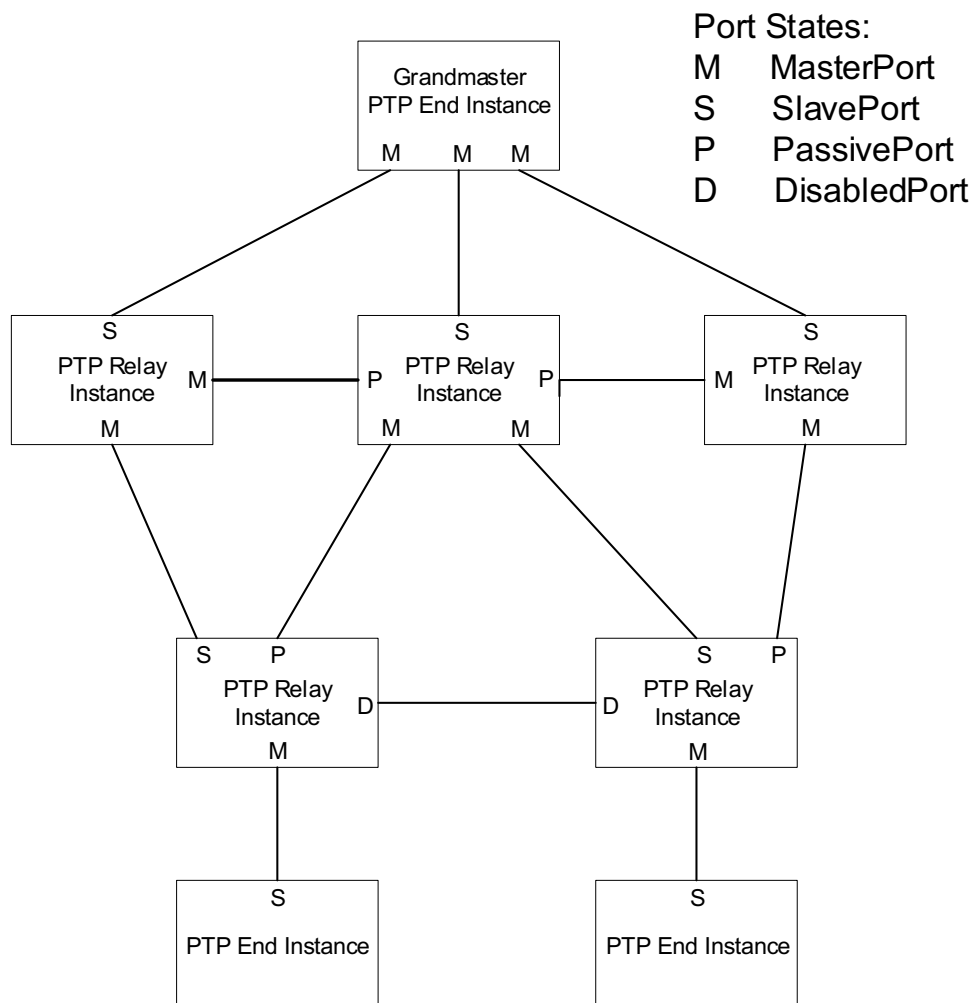 Port States:
M MasterPort
S SlavePort
P PassivePort
D DisabledPort
Grandmaster
PTP End Instance
M M M
S
PTP Relay
Instance
M
M
S
PTP Relay
Instance
P
P
M M
S
PTP Relay
Instance
M
M
S P
PTP Relay
Instance
D
M
S P
PTP Relay
Instance
D
M
S
PTP End Instance
S
PTP End Instance